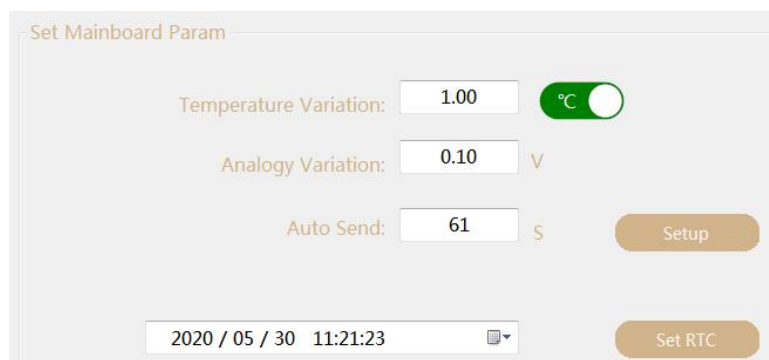 Set Mainboard Param
Temperature Variation: 1.00 °C
Analogy Variation: 0.10 V
Auto Send: 61 S Setup
2020 / 05 / 30 11:21:23 Set RTC